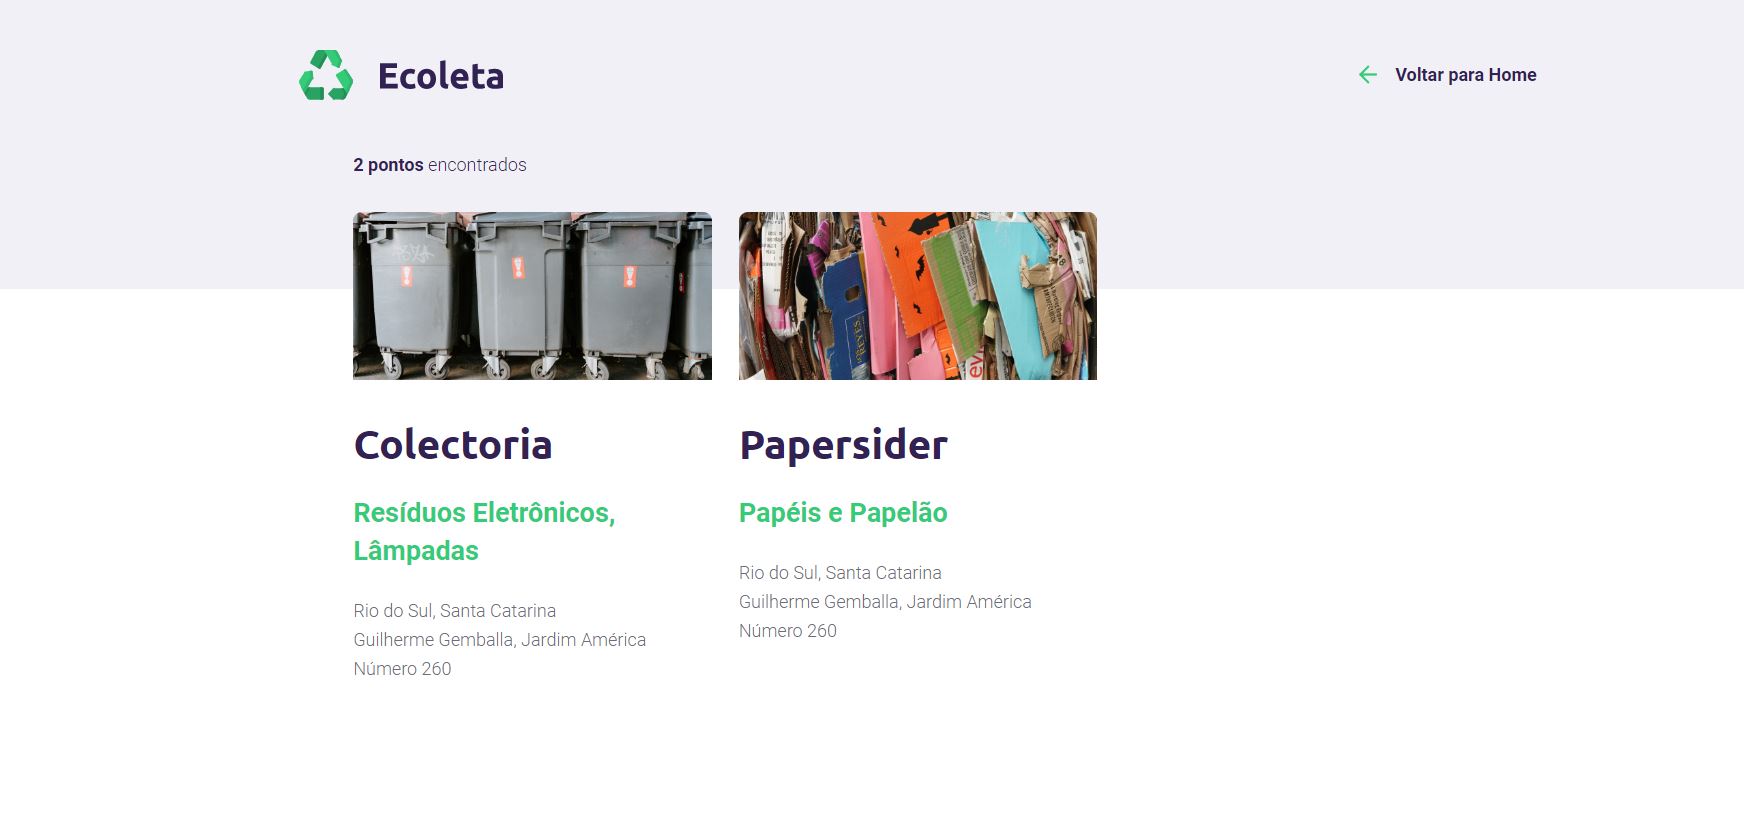 Ecoleta
Voltar para Home
2 pontos encontrados
REYES
Colectoria
Papersider
Resíduos Eletrônicos,
Lâmpadas
Papéis e Papelão
Rio do Sul, Santa Catarina
Guilherme Gemballa, Jardim América
Número 260
Rio do Sul, Santa Catarina
Guilherme Gemballa, Jardim América
Número 260